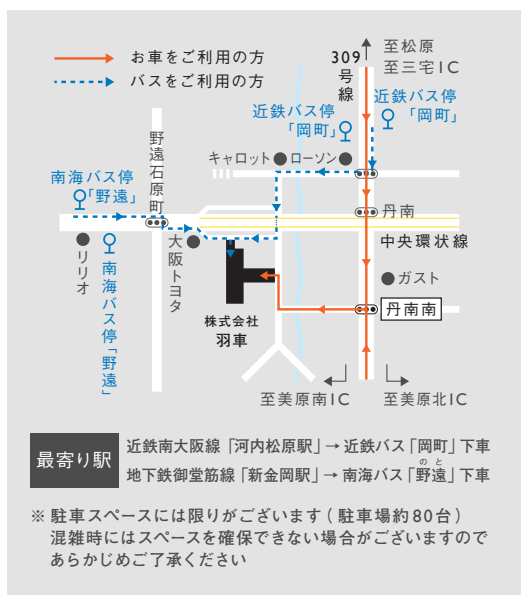 お車をご利用の方
バスをご利用の方
309号線
至松原
至三宅IC
近鉄バス停
「岡町」
近鉄バス停
「岡町」
野遠石原町
キャロット
ローソン
南海バス停
「野遠」
丹南
中央環状線
リリオ
南海バス停「野遠」
大阪トヨタ
ガスト
株式会社
羽車
丹南南
至美原南IC
至美原北IC
最寄り駅
近鉄南大阪線「河内松原駅」→ 近鉄バス「岡町」下車
のとお
地下鉄御堂筋線「新金岡駅」→ 南海バス「野遠」下車
※ 駐車スペースには限りがございます ( 駐車場約80台 )
混雑時にはスペースを確保できない場合がございますので
あらかじめご了承ください